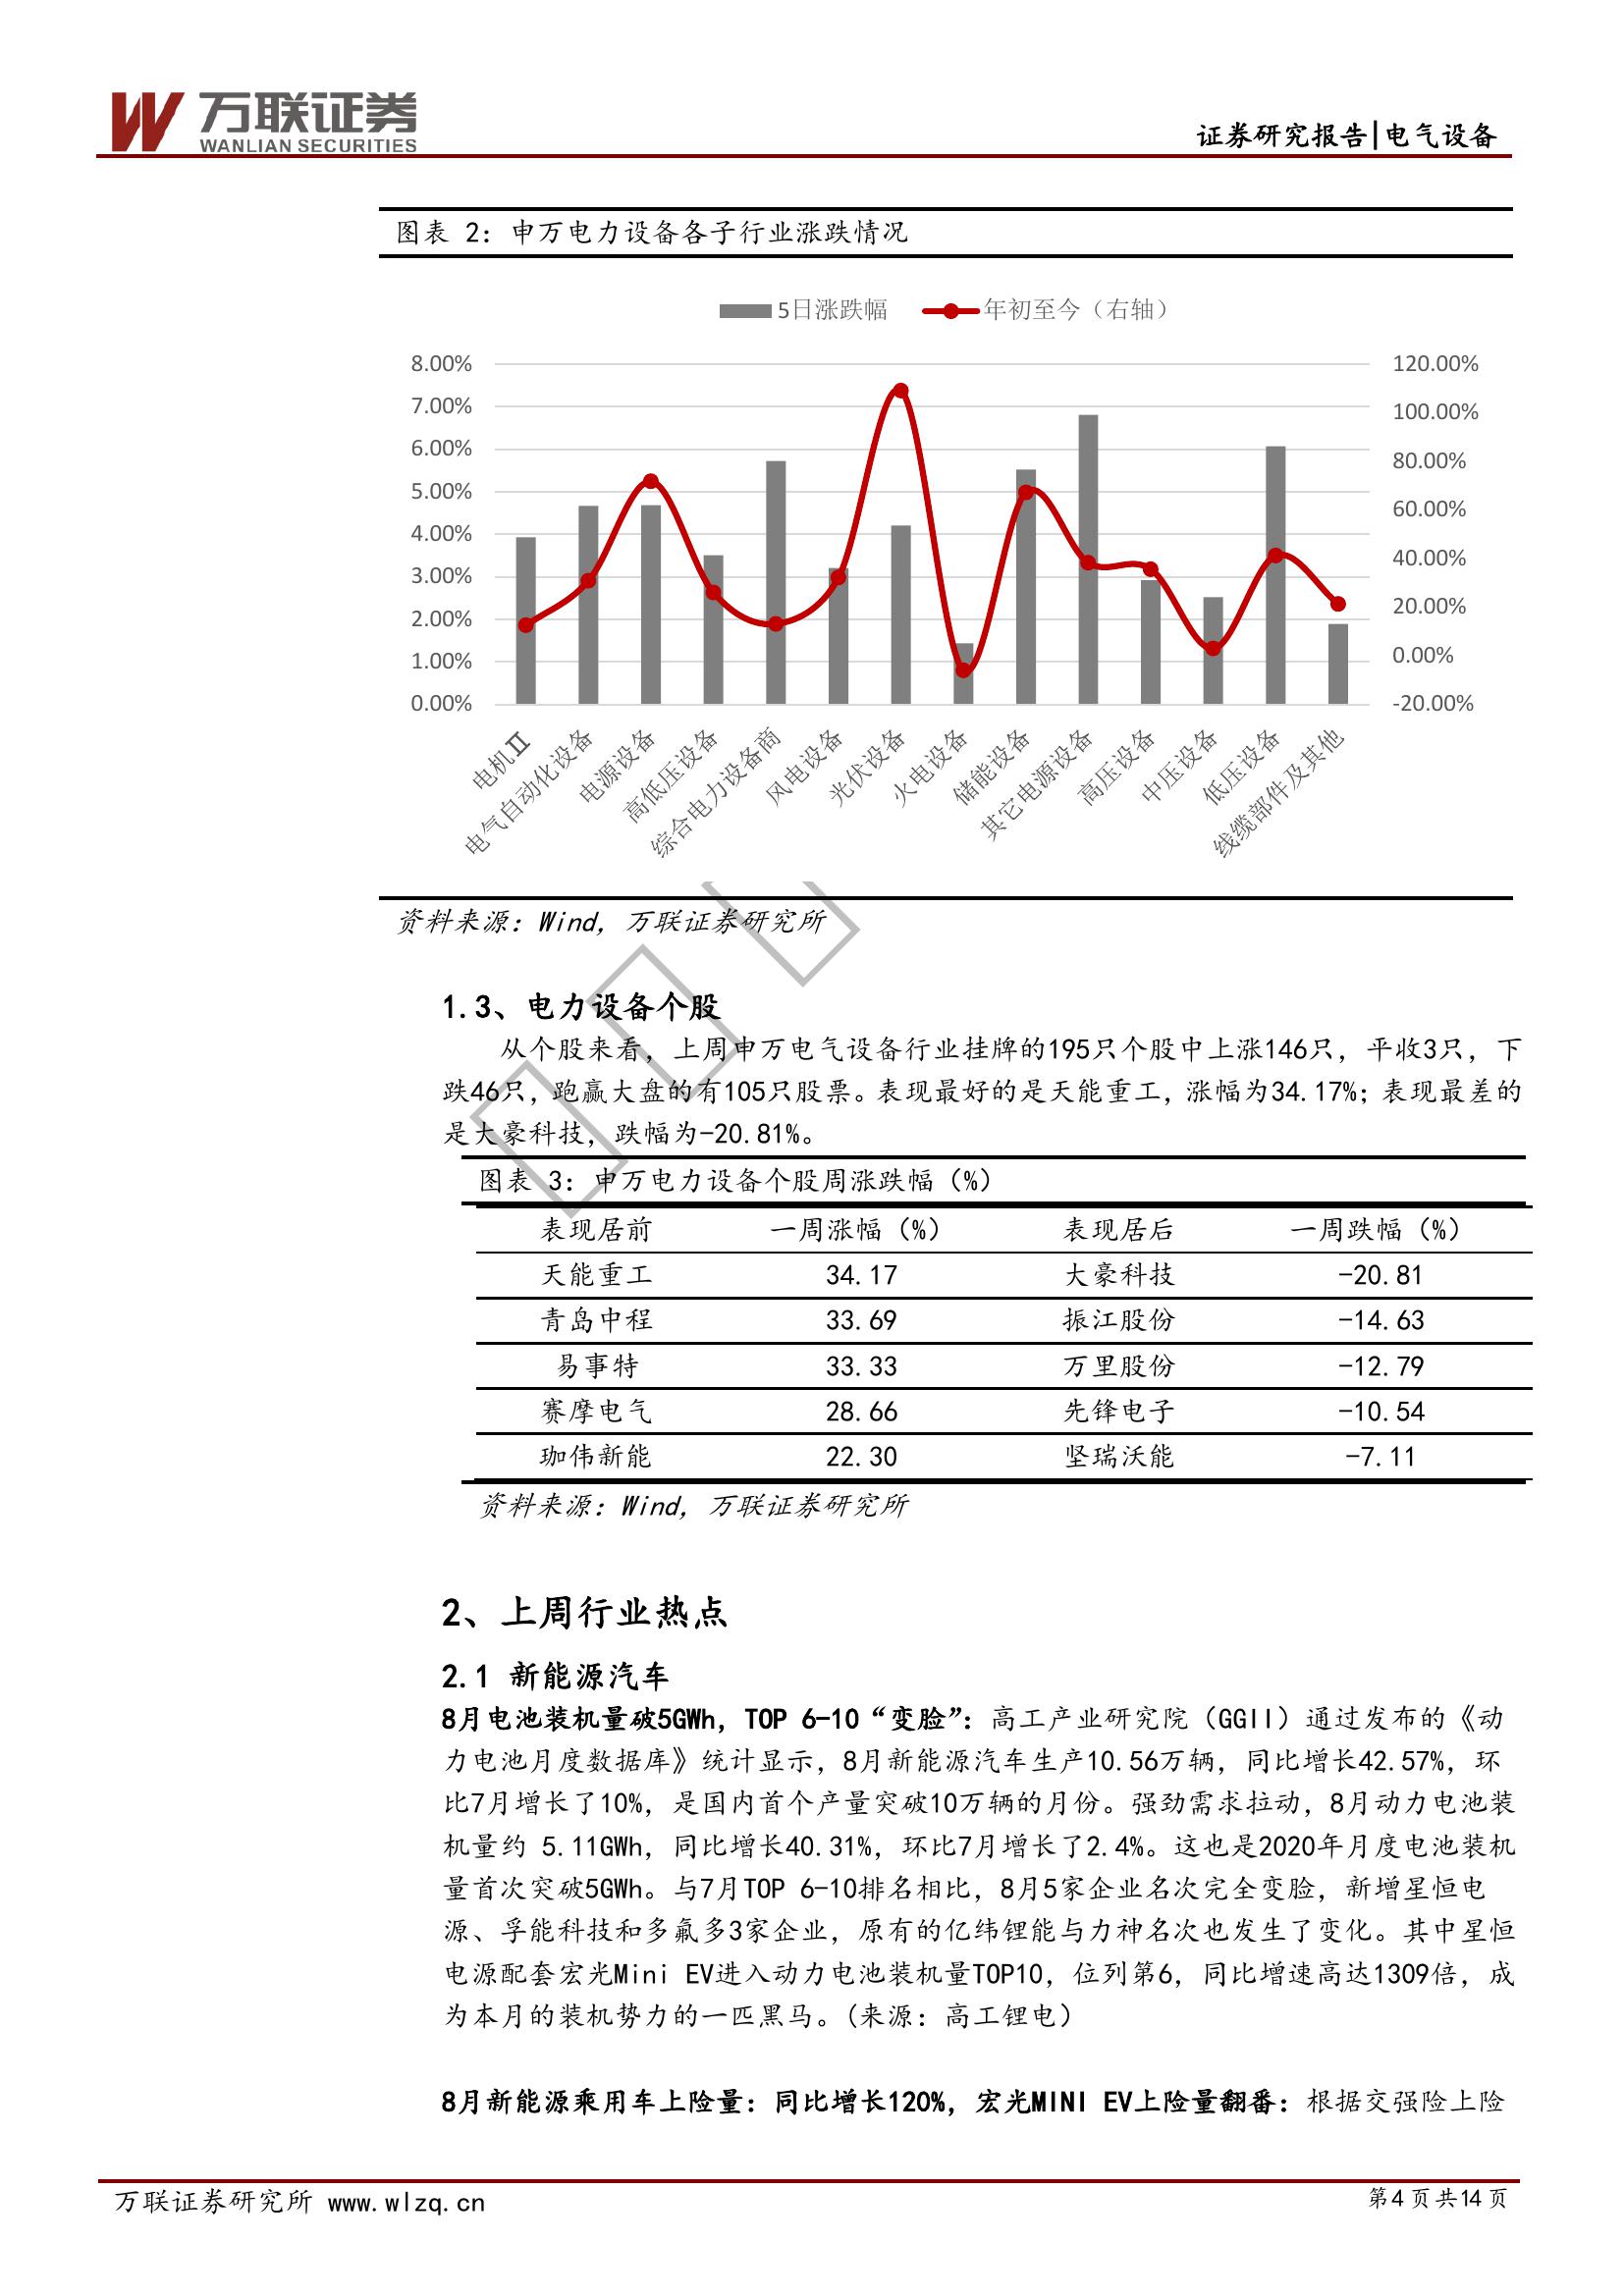 万联证券
WANLIAN SECURITIES
证券研究报告|电气设备
图表 2：申万电力设备各子行业涨跌情况
5日涨跌幅 年初至今（右轴）
8.00% 120.00%
7.00% 100.00%
6.00% 80.00%
5.00% 60.00%
4.00% 40.00%
3.00% 20.00%
2.00% 0.00%
1.00% -20.00%
0.00%
电机Ⅱ
电气自动化设备
电源设备
高低压设备
综合电力设备商
风电设备
光伏设备
火电设备
储能设备
其它电源设备
高压设备
中压设备
低压设备
线缆部件及其他
资料来源：Wind，万联证券研究所
1.3、电力设备个股
从个股来看，上周申万电气设备行业挂牌的195只个股中上涨146只，平收3只，下
跌46只，跑赢大盘的有105只股票。表现最好的是天能重工，涨幅为34.17%；表现最差的
是大豪科技，跌幅为-20.81%。
图表 3：申万电力设备个股周涨跌幅（%）
表现居前 一周涨幅（%） 表现居后 一周跌幅（%）
天能重工 34.17 大豪科技 -20.81
青岛中程 33.69 振江股份 -14.63
易事特 33.33 万里股份 -12.79
赛摩电气 28.66 先锋电子 -10.54
珈伟新能 22.30 坚瑞沃能 -7.11
资料来源：Wind，万联证券研究所
2、上周行业热点
2.1 新能源汽车
8月电池装机量破5GWh，TOP 6-10“变脸”：高工产业研究院（GGII）通过发布的《动
力电池月度数据库》统计显示，8月新能源汽车生产10.56万辆，同比增长42.57%，环
比7月增长了10%，是国内首个产量突破10万辆的月份。强劲需求拉动，8月动力电池装
机量约 5.11GWh，同比增长40.31%，环比7月增长了2.4%。这也是2020年月度电池装机
量首次突破5GWh。与7月TOP 6-10排名相比，8月5家企业名次完全变脸，新增星恒电
源、孚能科技和多氟多3家企业，原有的亿纬锂能与力神名次也发生了变化。其中星恒
电源配套宏光Mini EV进入动力电池装机量TOP10，位列第6，同比增速高达1309倍，成
为本月的装机势力的一匹黑马。(来源：高工锂电）
8月新能源乘用车上险量：同比增长120%，宏光MINI EV上险量翻番：根据交强险上险
万联证券研究所 www.wlzq.cn
第4页共14页